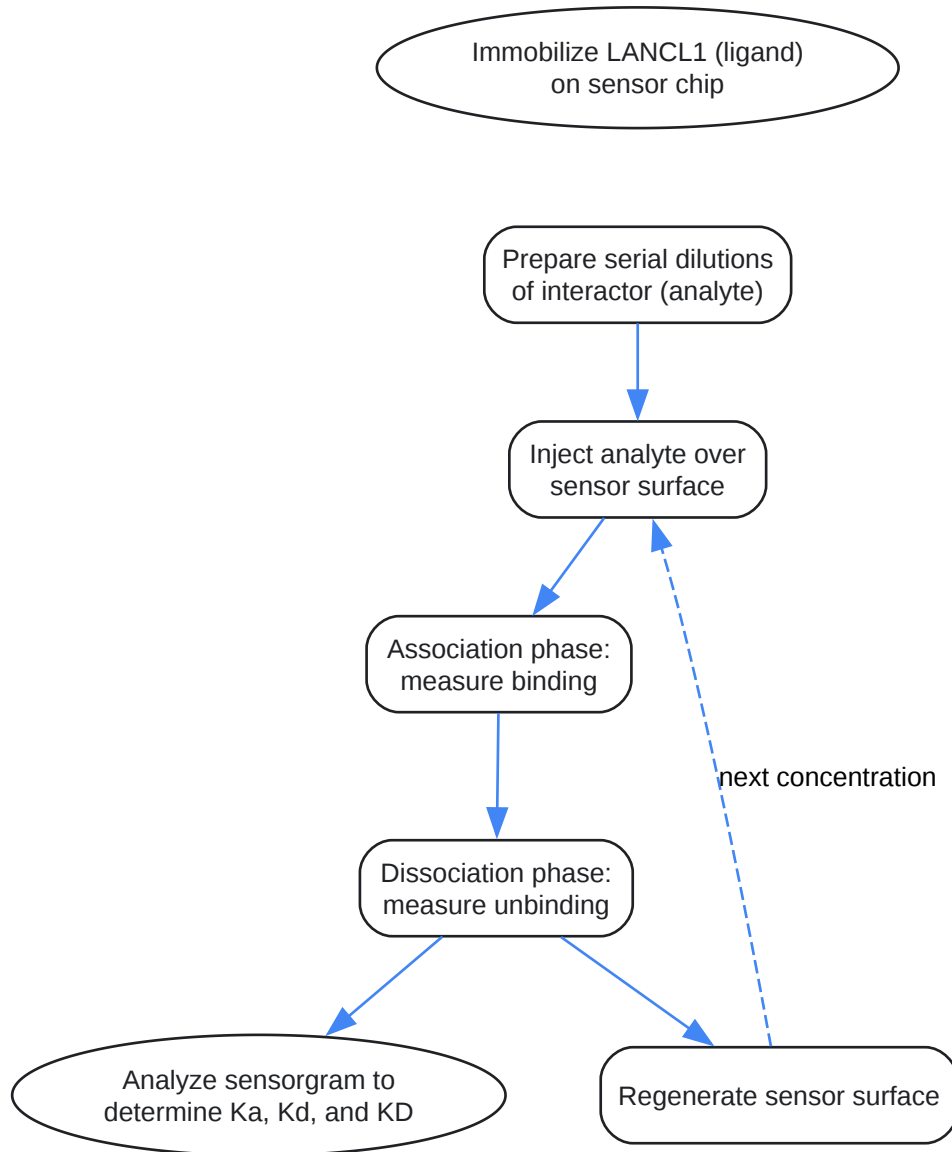 Immobilize LANCL1 (ligand)
on sensor chip
Prepare serial dilutions
of interactor (analyte)
Inject analyte over
sensor surface
Association phase:
measure binding
next concentration
Dissociation phase:
measure unbinding
Analyze sensorgram to
determine Ka, Kd, and KD
Regenerate sensor surface